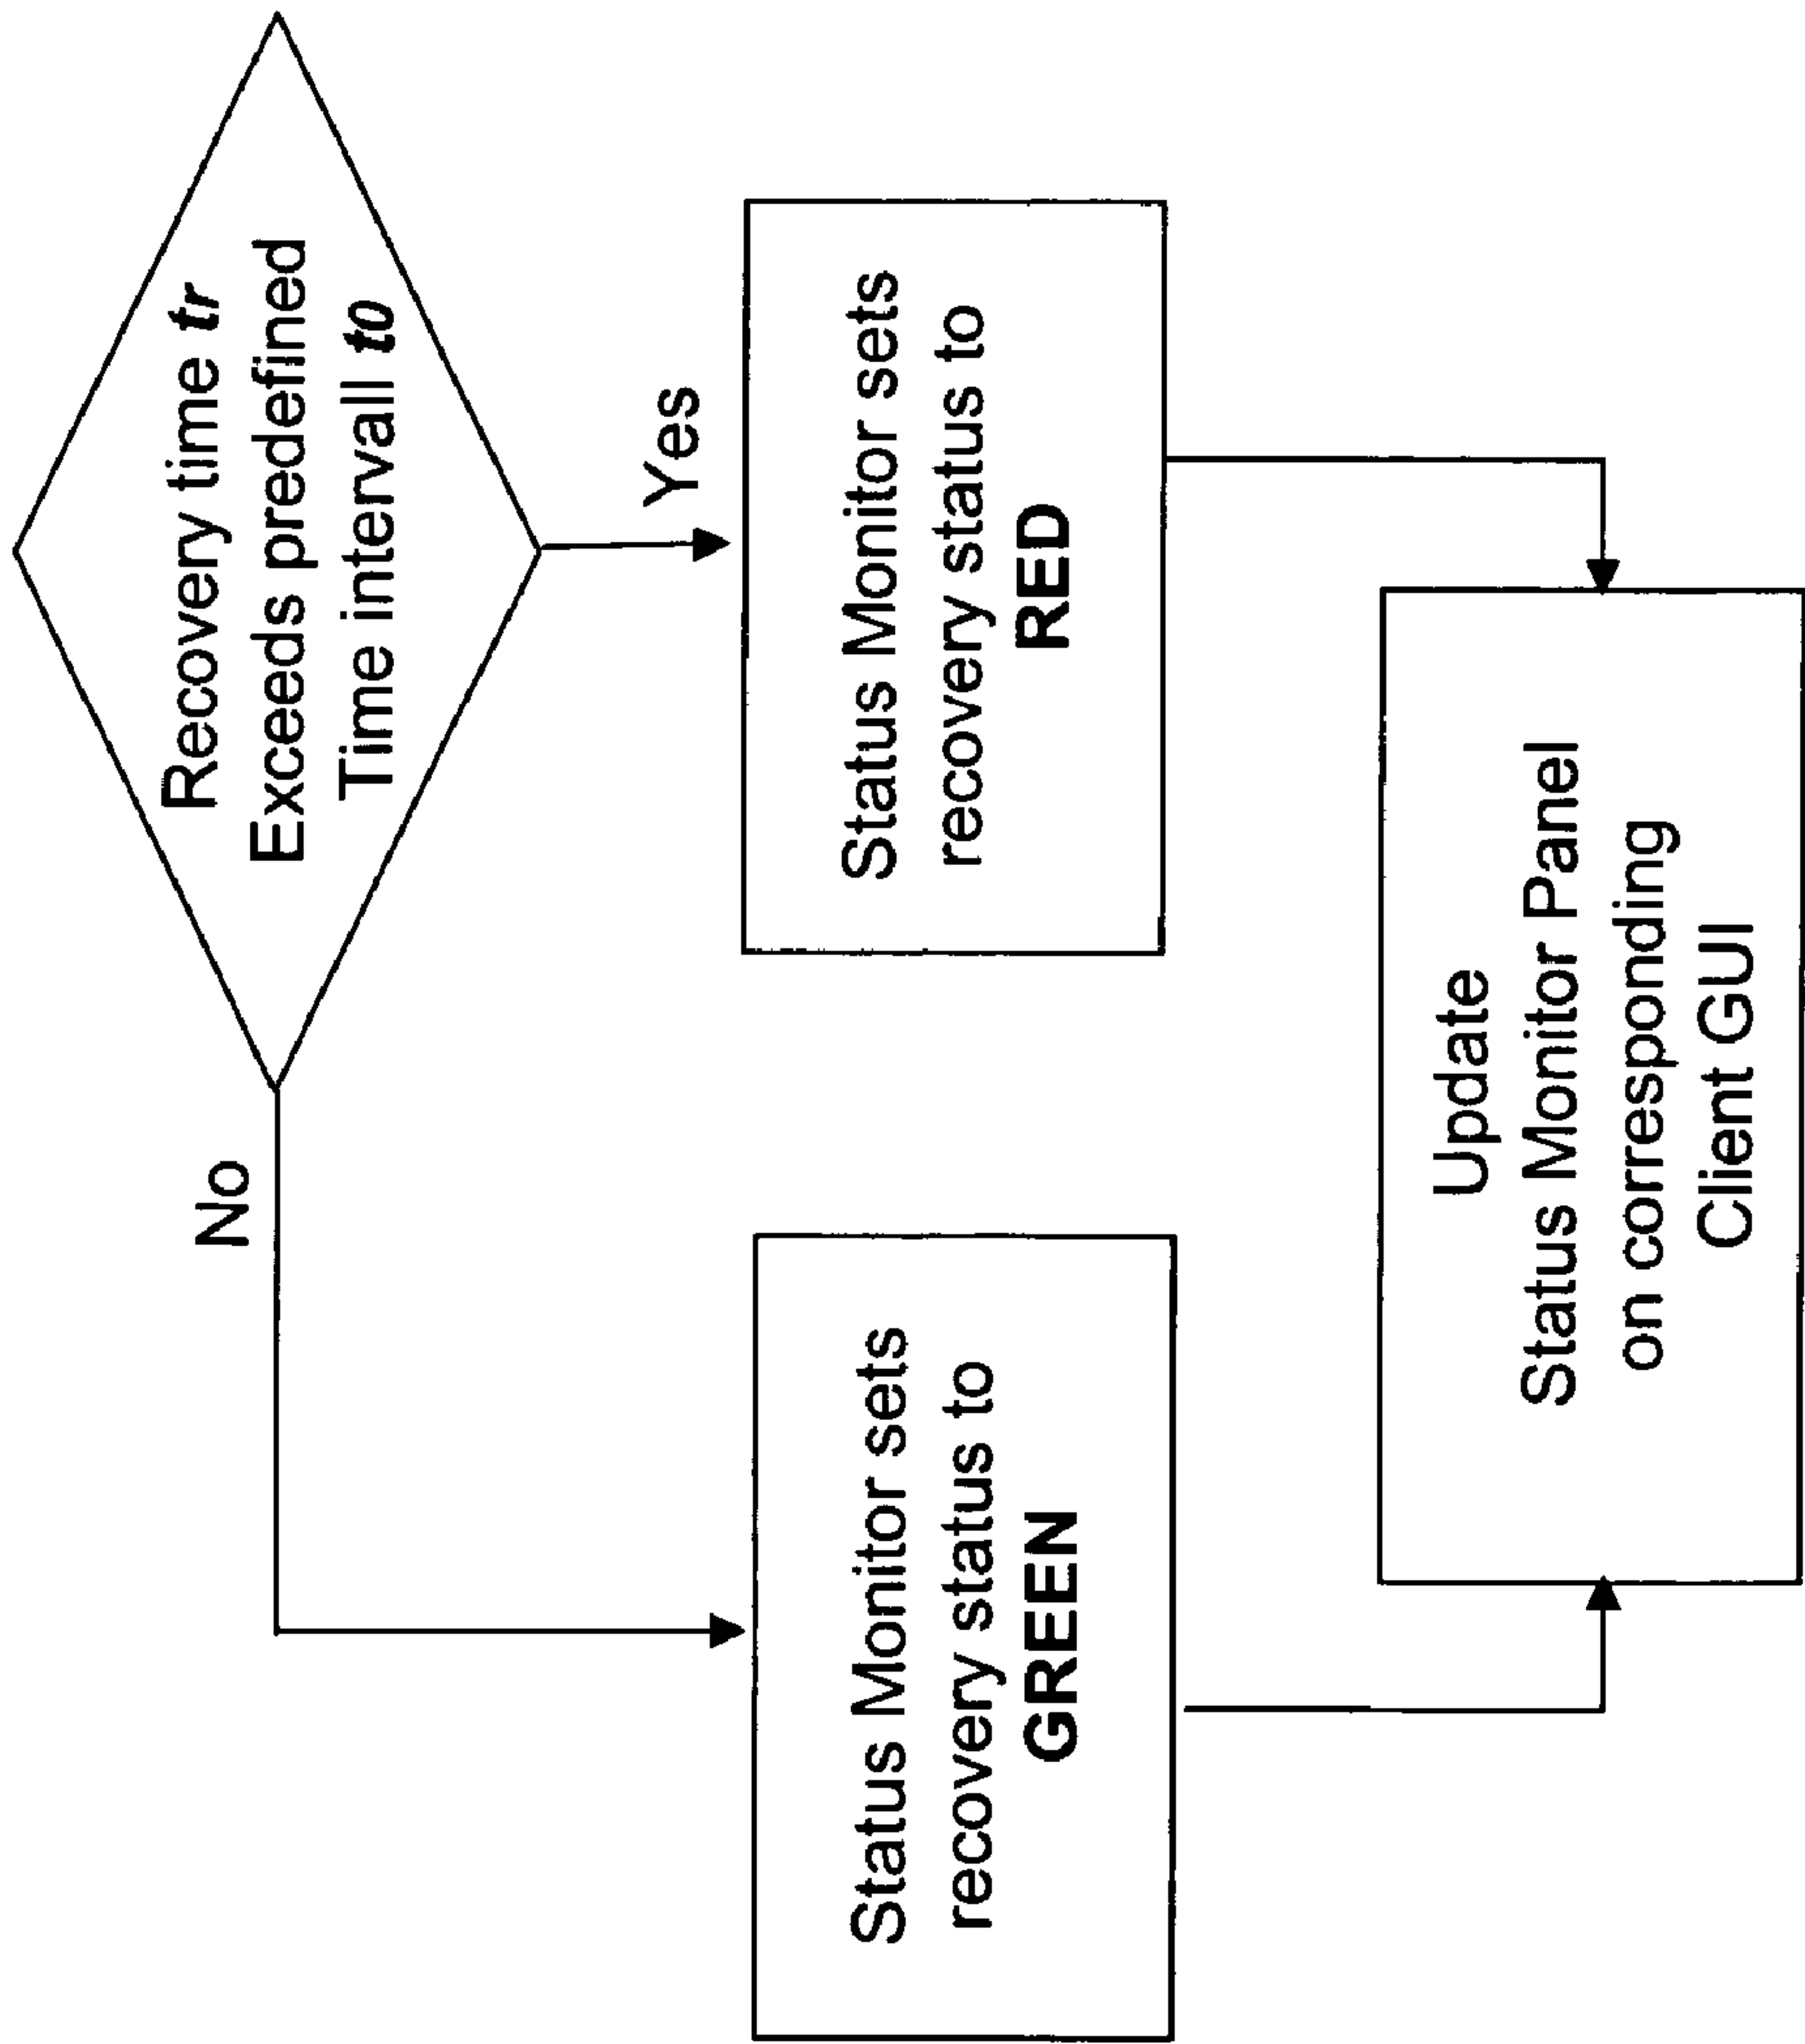 Recovery time tr
Exceeds predefined
Time intervall to
No
Yes
Status Monitor sets
recovery status to
GREEN
Status Monitor sets
recovery status to
RED
Update
Status Monitor Panel
on corresponding
Client GUI